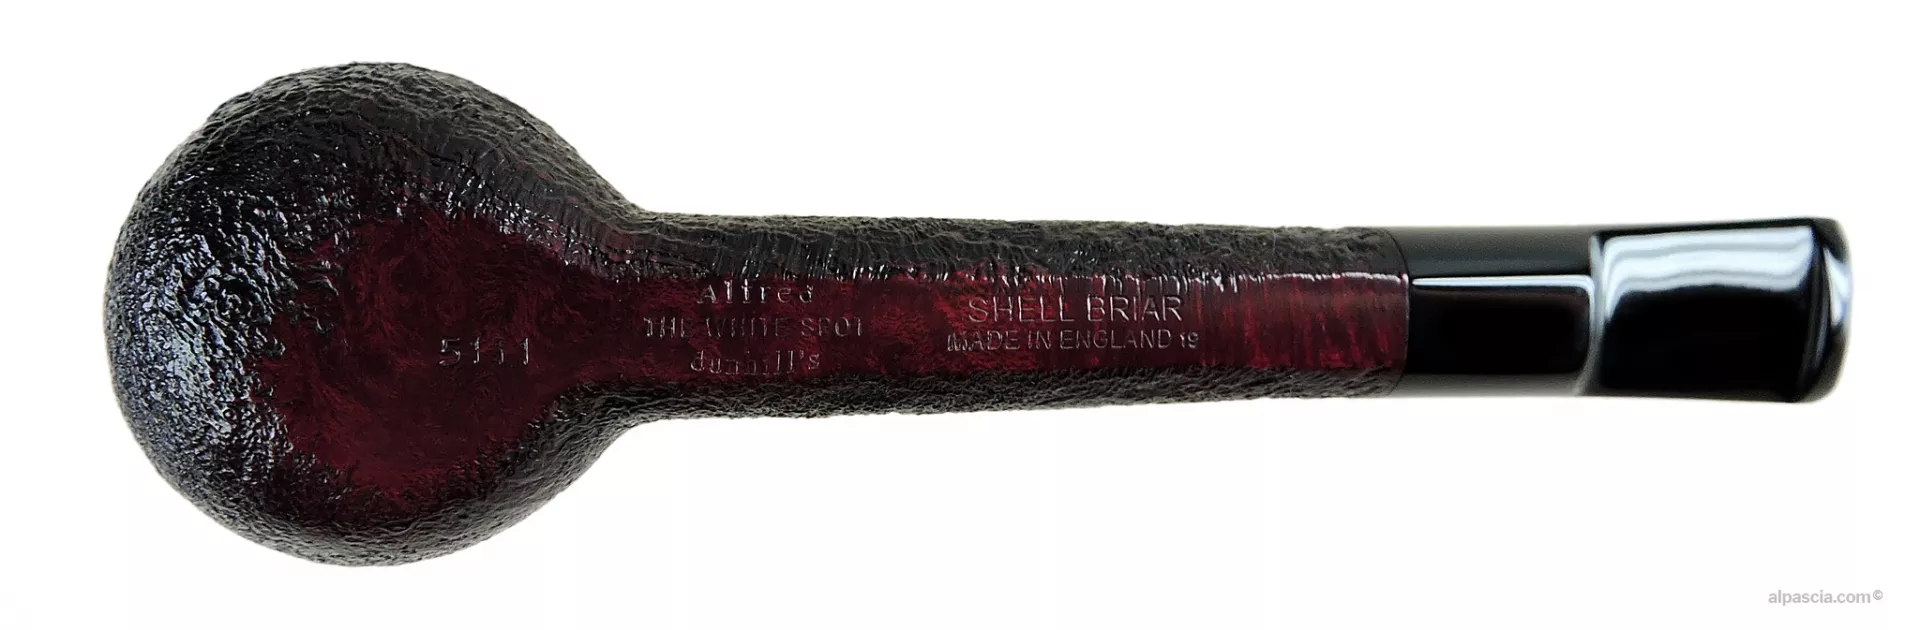 5111
Alfred
THE WHITE SPOT
dunhill's
SHELL BRIAR
MADE IN ENGLAND 19
alpascia.com©